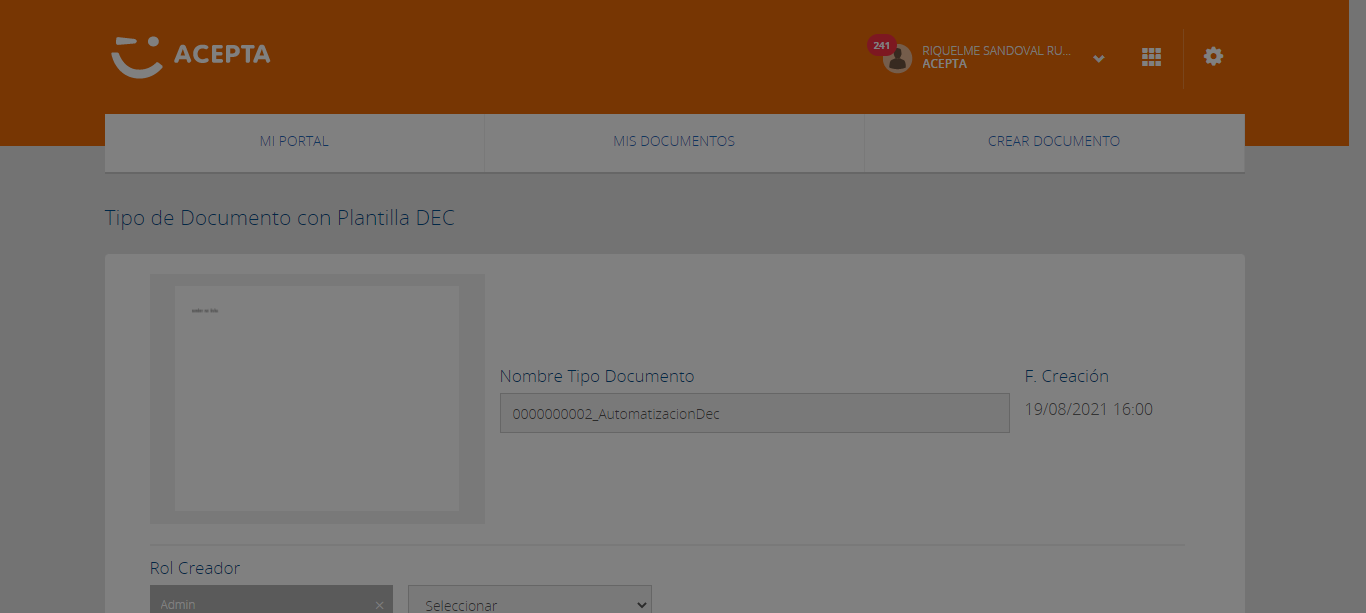 ACEPTA
241
RIQUELME SANDOVAL RU...
ACEPTA
MI PORTAL
MIS DOCUMENTOS
CREAR DOCUMENTO
Tipo de Documento con Plantilla DEC
Nombre Tipo Documento
F. Creación
0000000002_AutomatizacionDec
19/08/2021 16:00
Rol Creador
Admin ×
Seleccionar